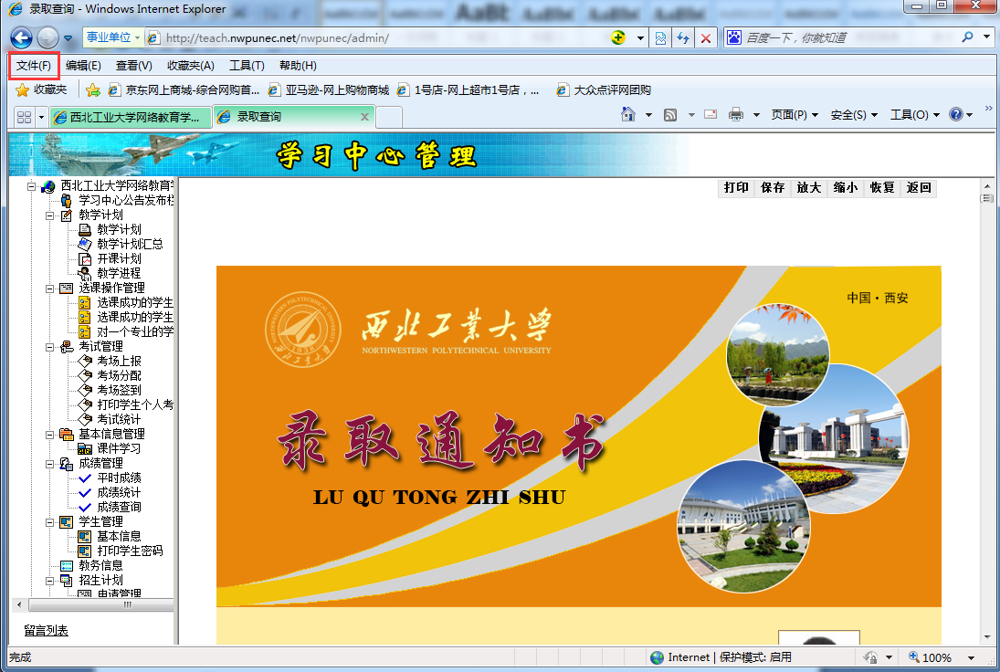 录取查询 - Windows Internet Explorer
事业单位 http://teach.nwpunec.net/nwpunec/admin/ 百度一下，你就知道
文件(F) 编辑(E) 查看(V) 收藏夹(A) 工具(T) 帮助(H)
收藏夹 京东网上商城-综合网购首... 亚马逊-网上购物商城 1号店-网上超市1号店，... 大众点评网团购
西北工业大学网络教育学... 录取查询 页面(P) 安全(S) 工具(O)
学习中心管理
打印 保存 放大 缩小 恢复 返回
西北工业大学网络教育学
学习中心公告发布栏
教学计划
教学计划
教学计划汇总
开课计划
教学进程
选课操作管理
选课成功的学生
选课成功的学生
对一个专业的学
考试管理
考场上报
考场分配
考场签到
打印学生个人考
考试统计
基本信息管理
课件学习
成绩管理
平时成绩
成绩统计
成绩查询
学生管理
基本信息
打印学生密码
教务信息
招生计划
申请管理
留言列表
中国·西安
西北工业大学
NORTHWESTERN POLYTECHNICAL UNIVERSITY
录取通知书
LU QU TONG ZHI SHU
完成 Internet | 保护模式: 启用 100%